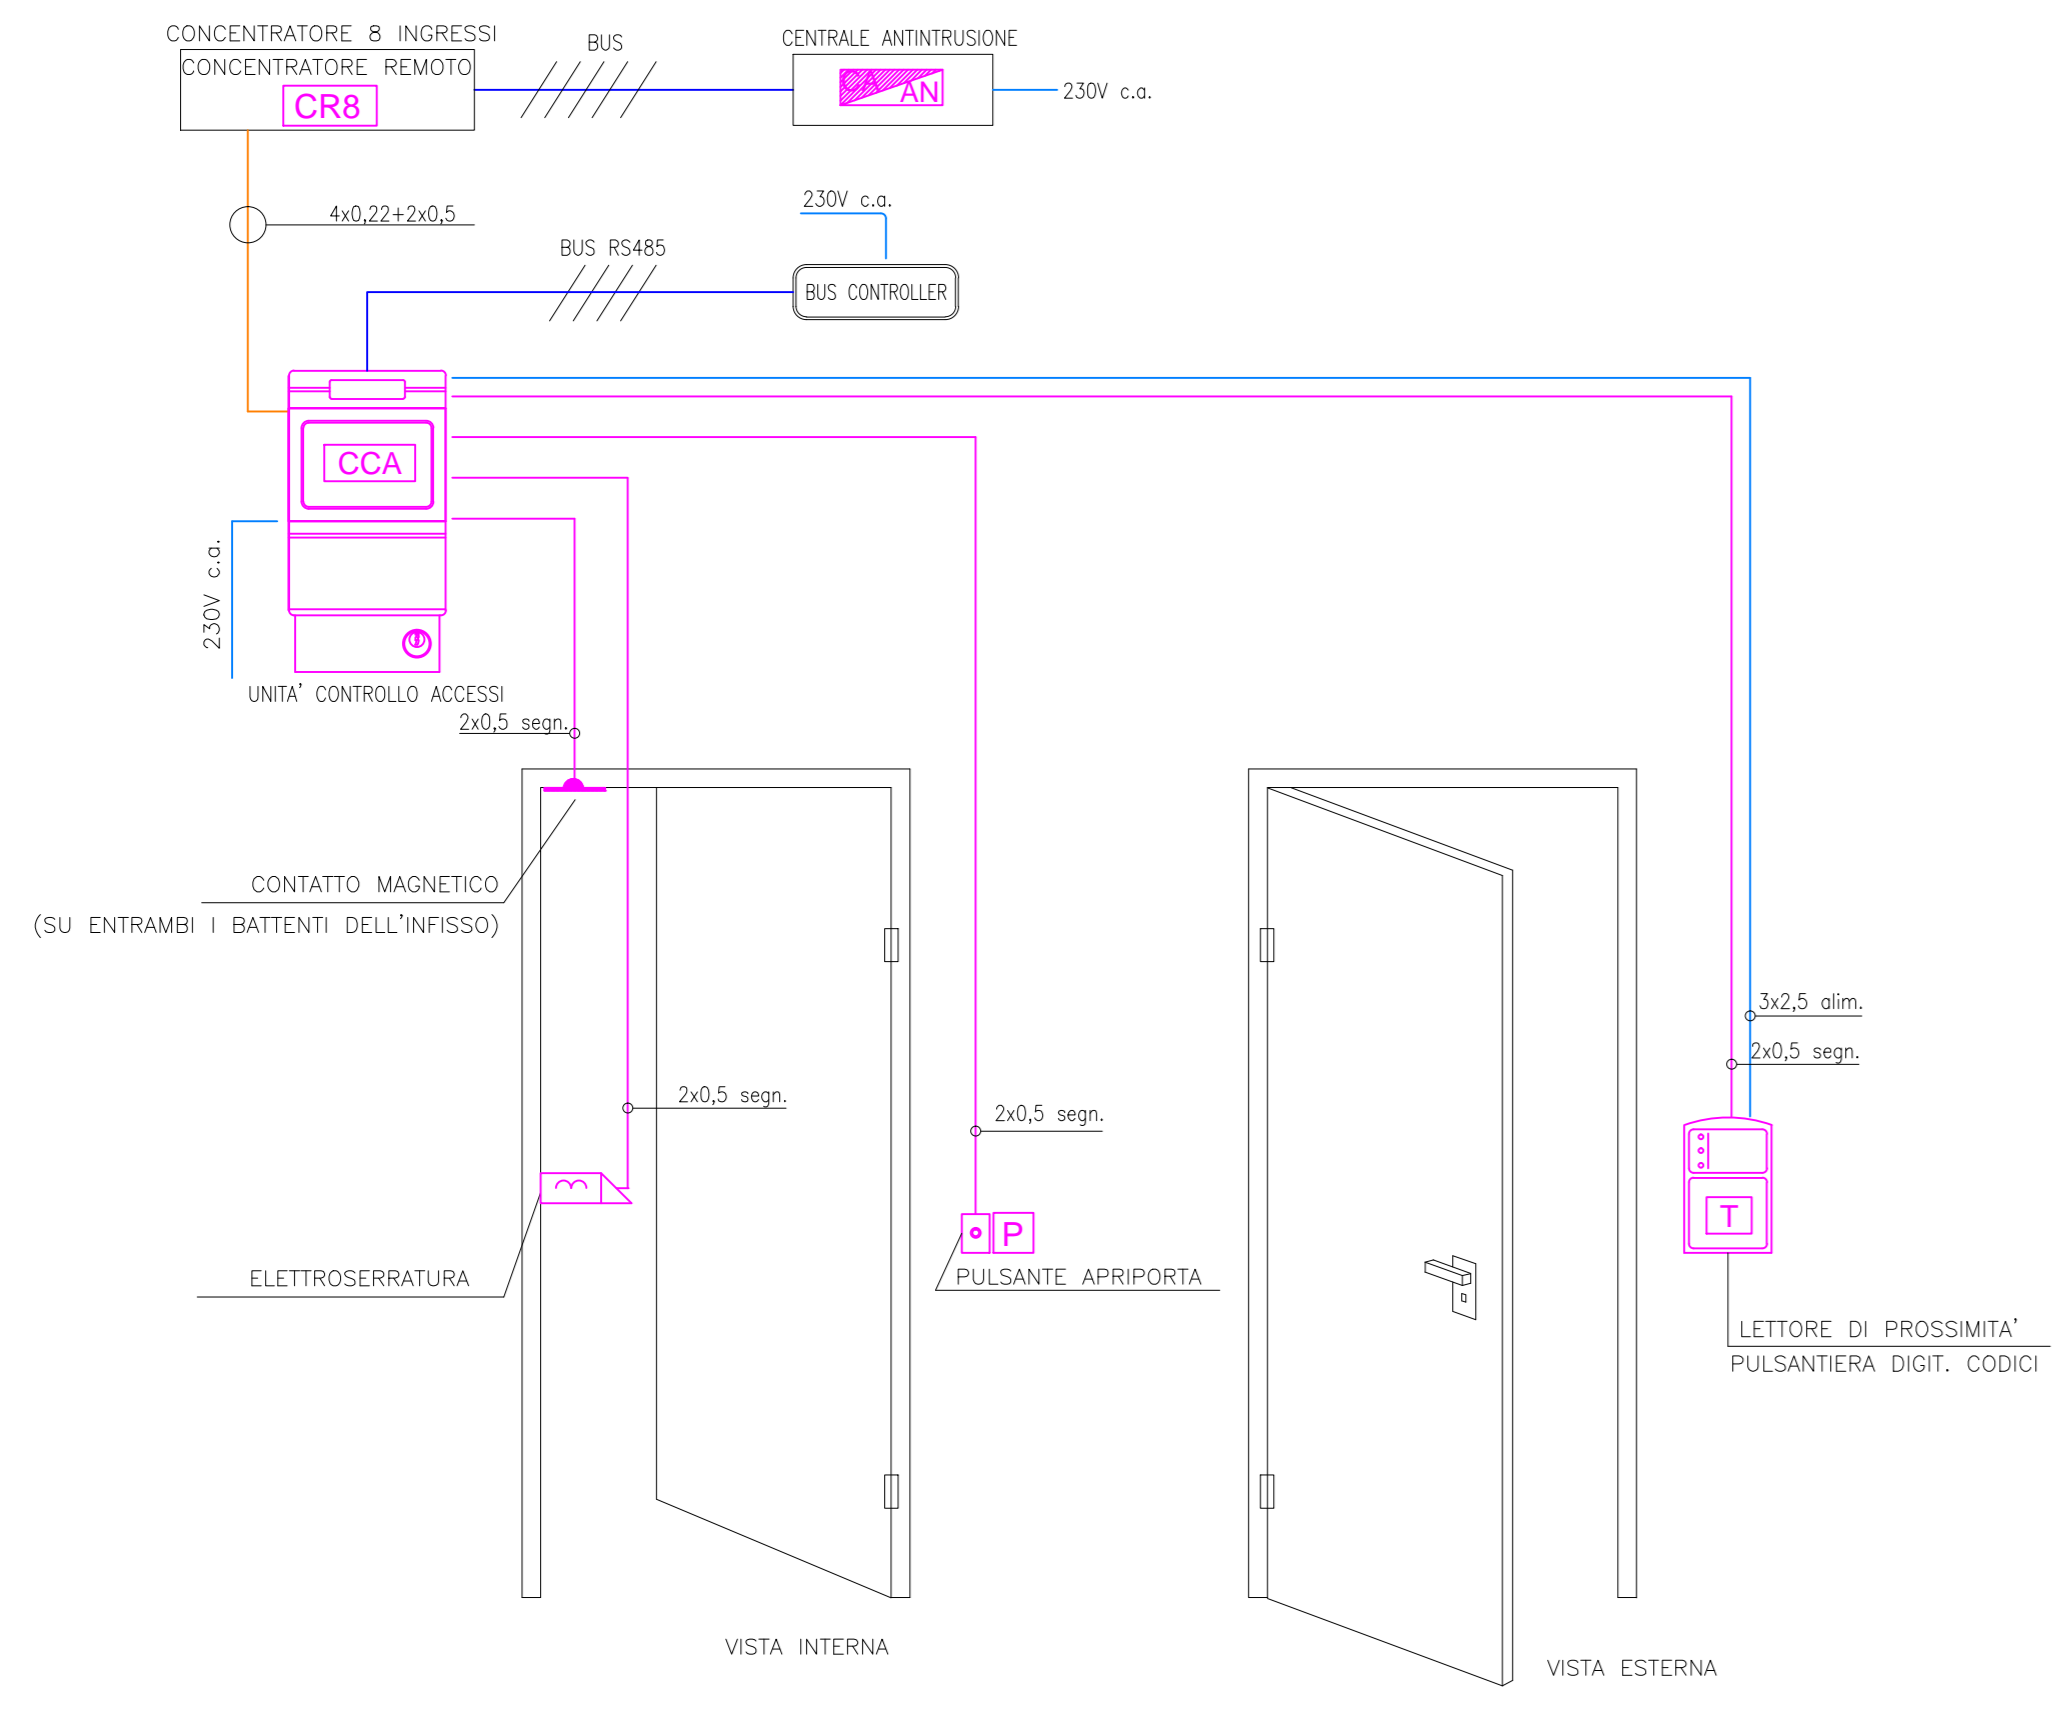 CONCENTRATORE 8 INGRESSI
CONCENTRATORE REMOTO
CR8
BUS
CENTRALE ANTINTRUSIONE
CA
AN
230V c.a.
4x0,22+2x0,5
230V c.a.
BUS RS485
BUS CONTROLLER
CCA
230V c.a.
UNITA' CONTROLLO ACCESSI
2x0,5 segn.
CONTATTO MAGNETICO
(SU ENTRAMBI I BATTENTI DELL'INFISSO)
3x2,5 alim.
2x0,5 segn.
2x0,5 segn.
2x0,5 segn.
T
P
ELETTROSERRATURA
PULSANTE APRIPORTA
LETTORE DI PROSSIMITA'
PULSANTIERA DIGIT. CODICI
VISTA INTERNA
VISTA ESTERNA